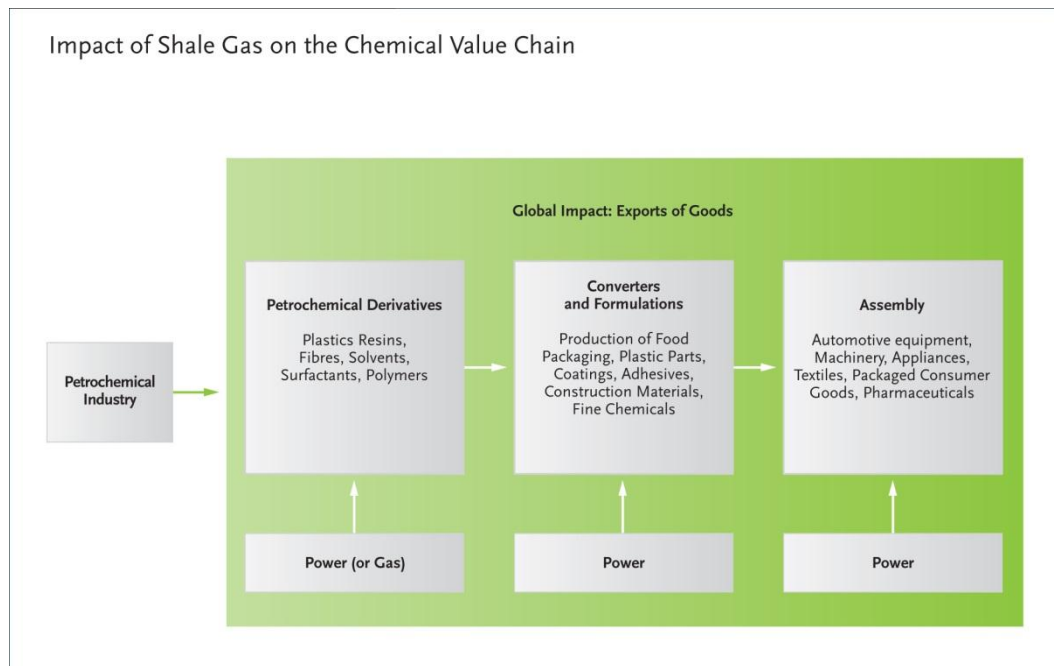 Impact of Shale Gas on the Chemical Value Chain
Global Impact: Exports of Goods
Petrochemical
Industry
Petrochemical Derivatives
Plastics Resins,
Fibres, Solvents,
Surfactants, Polymers
Converters
and Formulations
Production of Food
Packaging, Plastic Parts,
Coatings, Adhesives,
Construction Materials,
Fine Chemicals
Assembly
Automotive equipment,
Machinery, Appliances,
Textiles, Packaged Consumer
Goods, Pharmaceuticals
Power (or Gas)
Power
Power